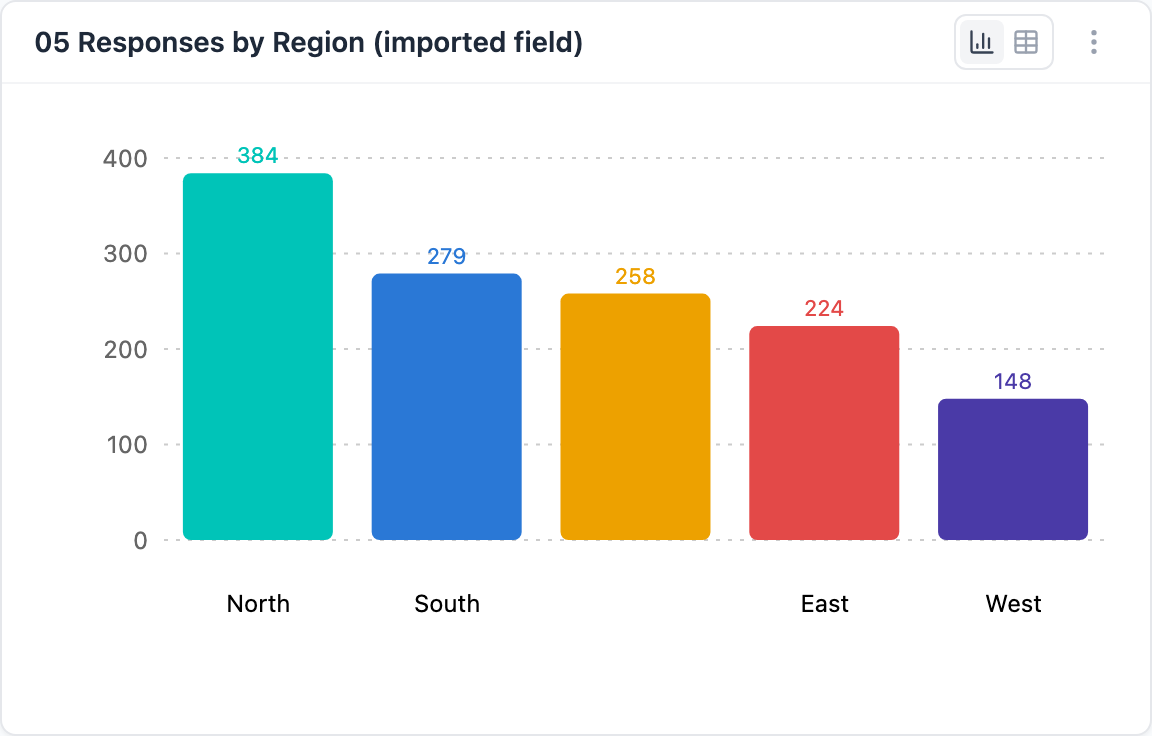 05 Responses by Region (imported field)
400
300
200
100
0
384
279
258
224
148
North
South
East
West